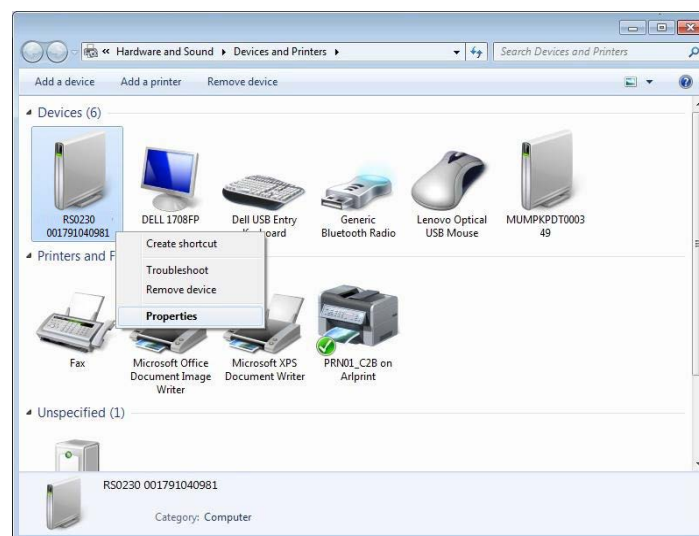 « Hardware and Sound ▸ Devices and Printers ▸
Search Devices and Printers
Add a device
Add a printer
Remove device
Devices (6)
RS0230
001791040981
DELL 1708FP
Dell USB Entry
Generic
Bluetooth Radio
Lenovo Optical
USB Mouse
MUMPKPDT0003
49
Create shortcut
Troubleshoot
Remove device
Properties
Printers and F
Fax
Microsoft Office
Document Image
Writer
Microsoft XPS
Document Writer
PRN01_C2B on
Arlprint
Unspecified (1)
RS0230 001791040981
Category: Computer